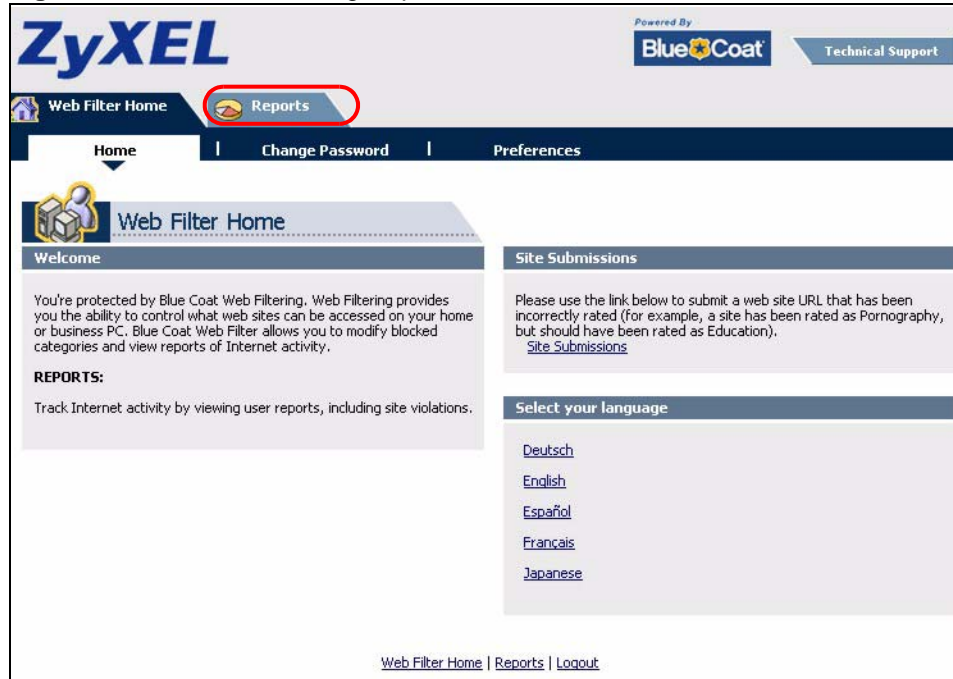 ZyXEL
Powered By
Blue Coat
Technical Support
Web Filter Home
Reports
Home | Change Password | Preferences
Web Filter Home
Welcome
You're protected by Blue Coat Web Filtering. Web Filtering provides
you the ability to control what web sites can be accessed on your home
or business PC. Blue Coat Web Filter allows you to modify blocked
categories and view reports of Internet activity.
REPORTS:
Track Internet activity by viewing user reports, including site violations.
Site Submissions
Please use the link below to submit a web site URL that has been
incorrectly rated (for example, a site has been rated as Pornography,
but should have been rated as Education).
Site Submissions
Select your language
Deutsch
English
Español
Français
Japanese
Web Filter Home | Reports | Logout